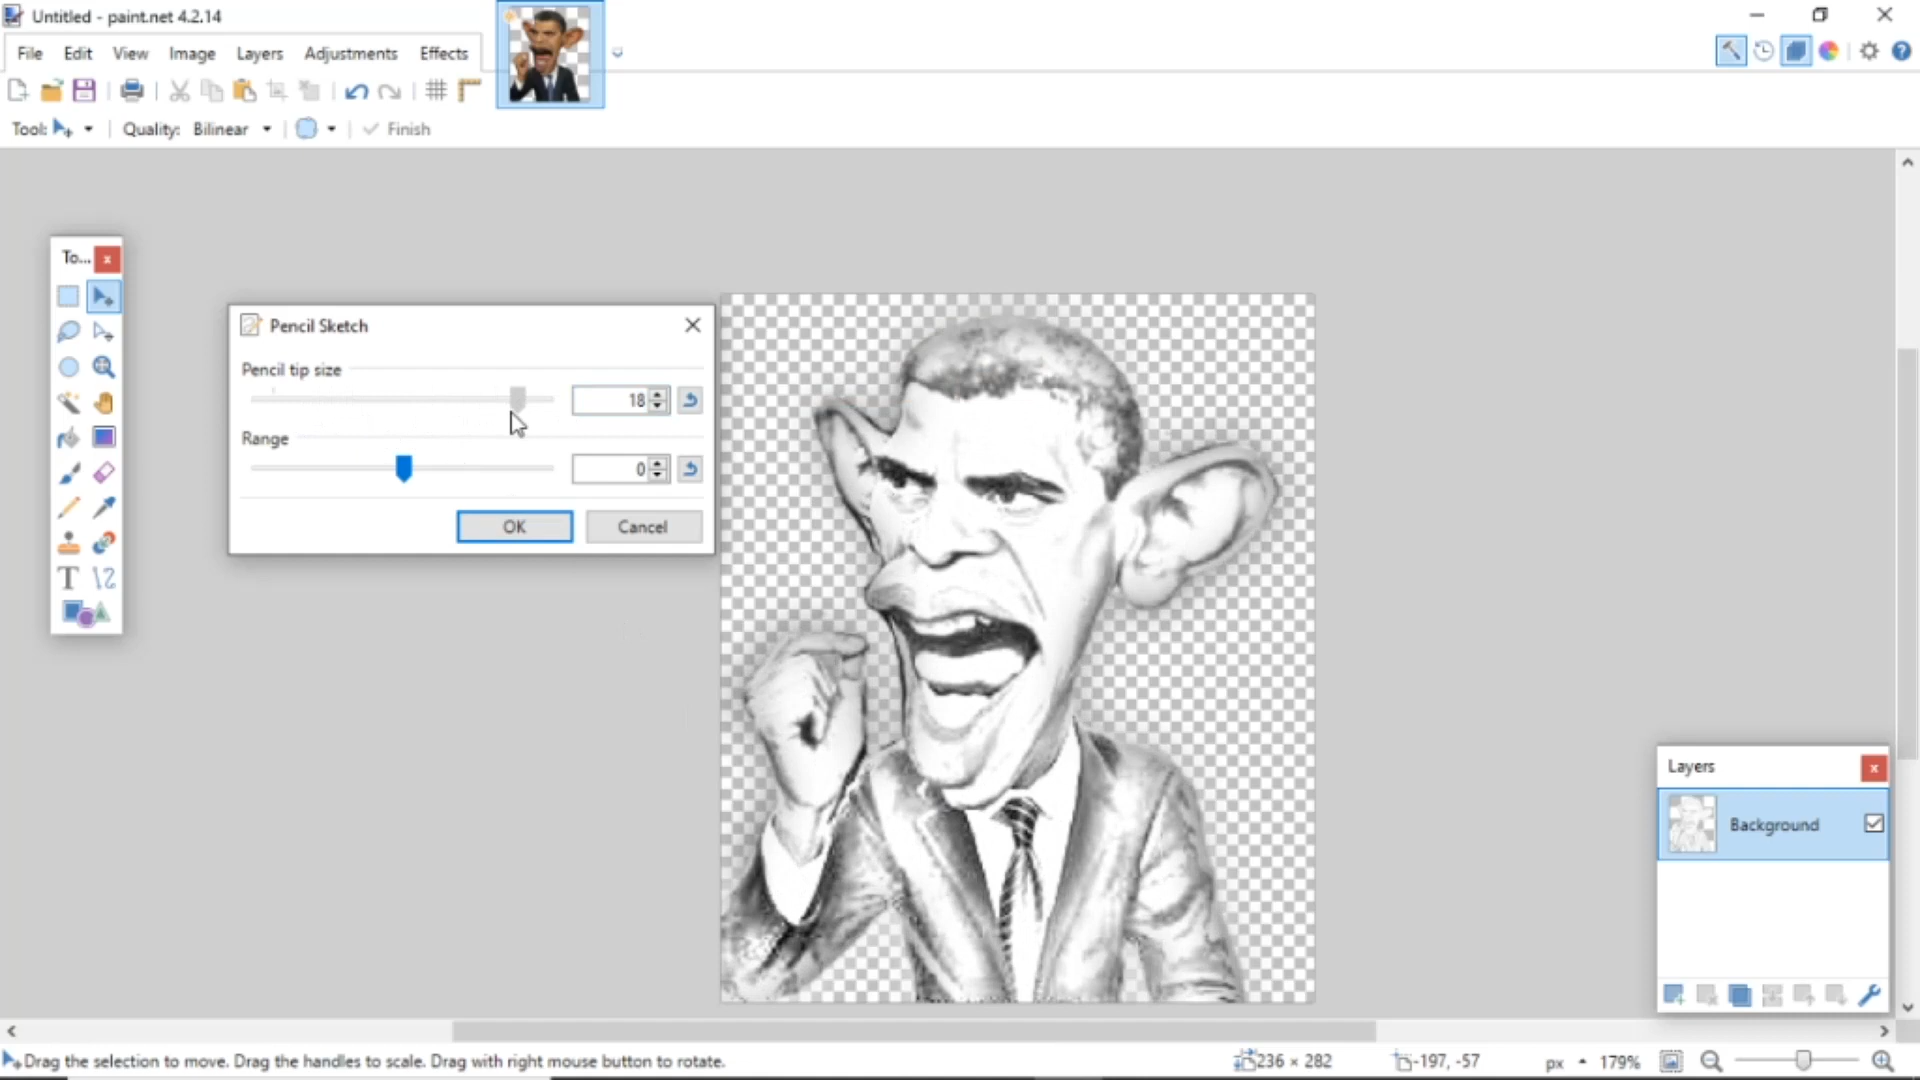 Untitled - paint.net 4.2.14
File Edit View Image Layers Adjustments Effects
Tool: Quality: Bilinear Finish
To...
Pencil Sketch
Pencil tip size
18
Range
0
OK Cancel
T
Layers
Background
Drag the selection to move. Drag the handles to scale. Drag with right mouse button to rotate. 236 × 282 -197, -57 px 179%